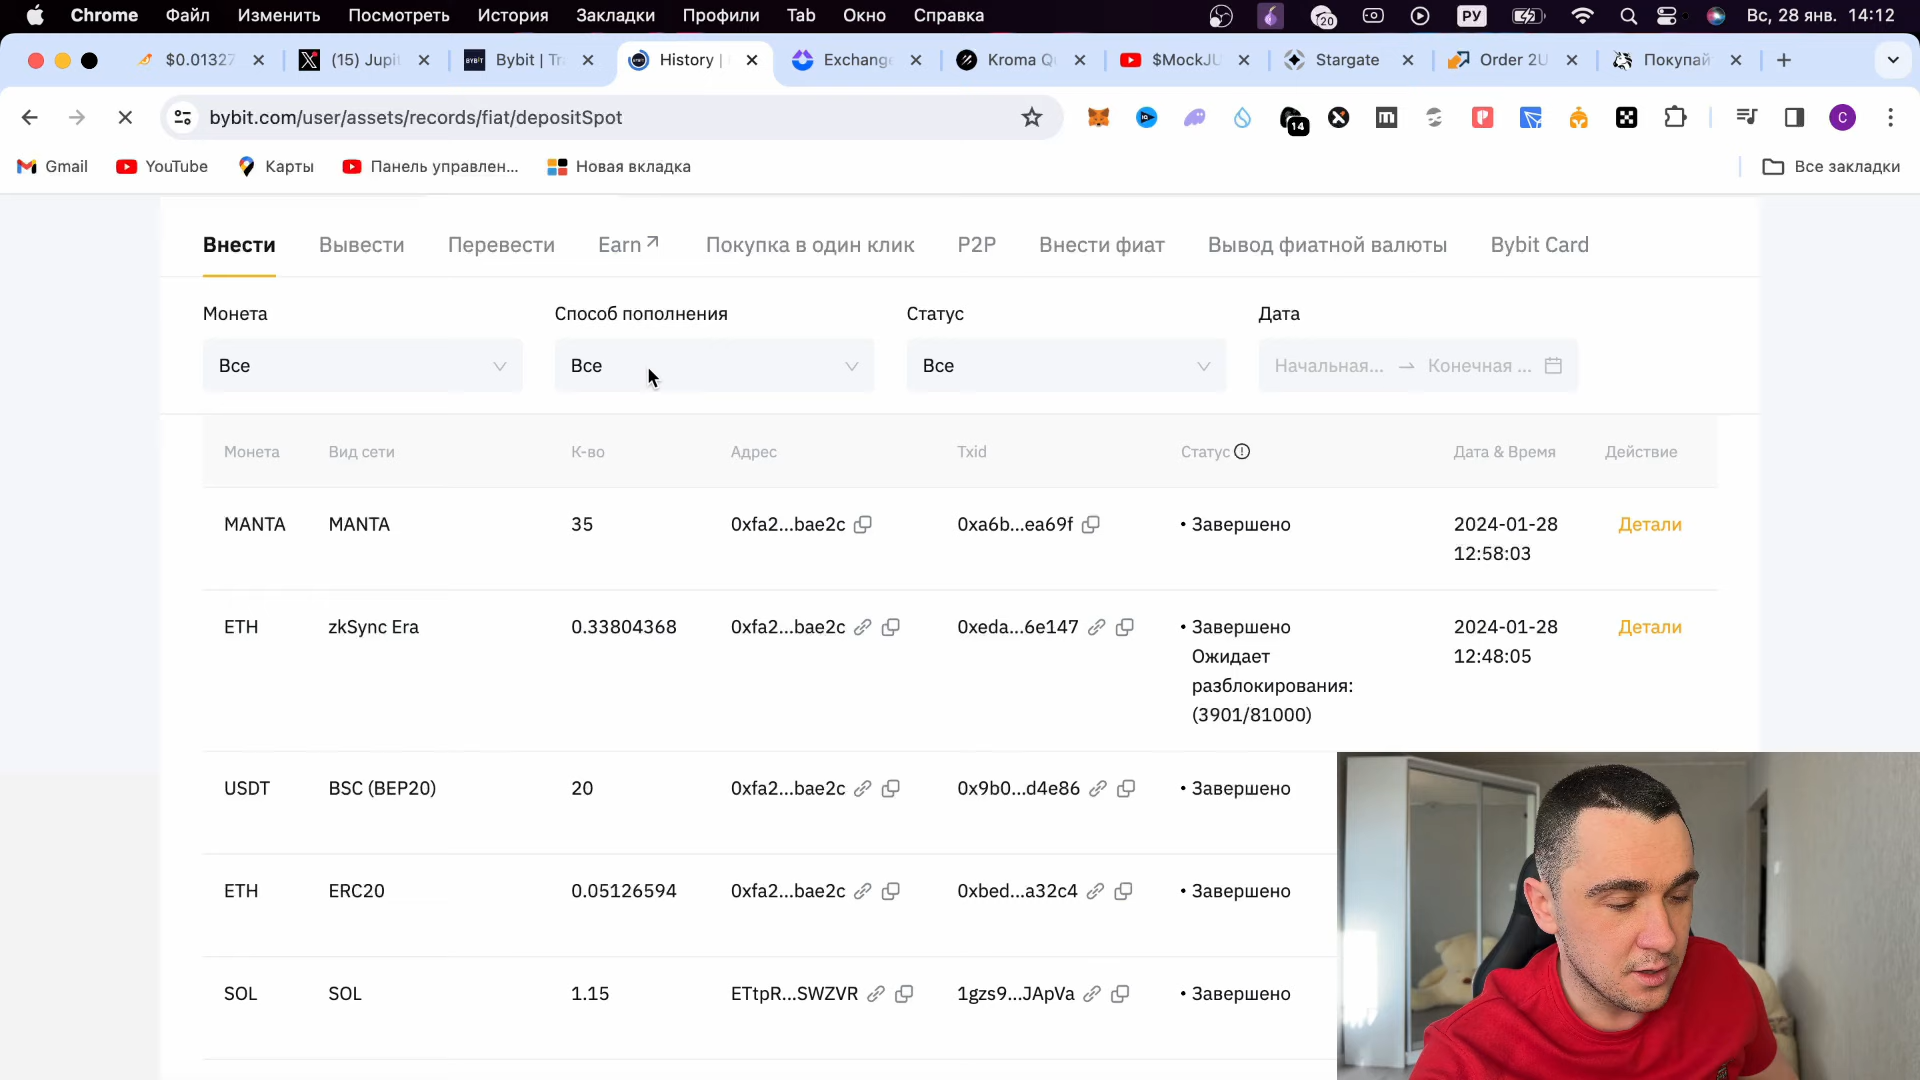 Chrome Файл Изменить Посмотреть История Закладки Профили Tab Окно Справка 20 РУ Вс, 28 янв. 14:12
$0.01327 (15) Jupit Bybit | Tr History | Exchange Kroma Q $MockJU Stargate Order 2U Покупай
bybit.com/user/assets/records/fiat/depositSpot 14 C
Gmail YouTube Карты Панель управлен... Новая вкладка Все закладки
Внести Вывести Перевести Earn Покупка в один клик P2P Внести фиат Вывод фиатной валюты Bybit Card
Монета Способ пополнения Статус Дата
Все Все Все Начальная... → Конечная ...
Монета Вид сети К-во Адрес Txid Статус Дата & Время Действие
MANTA MANTA 35 0xfa2...bae2c 0xa6b...ea69f • Завершено 2024-01-28 Детали
12:58:03
ETH zkSync Era 0.33804368 0xfa2...bae2c 0xeda...6e147 • Завершено 2024-01-28 Детали
Ожидает 12:48:05
разблокирования:
(3901/81000)
USDT BSC (BEP20) 20 0xfa2...bae2c 0x9b0...d4e86 • Завершено
ETH ERC20 0.05126594 0xfa2...bae2c 0xbed...a32c4 • Завершено
SOL SOL 1.15 ETtpR...SWZVR 1gzs9...JApVa • Завершено